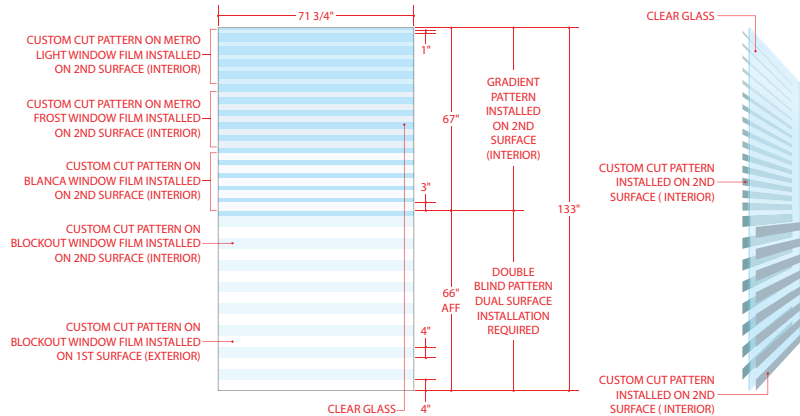 71 3/4"
CUSTOM CUT PATTERN ON METRO
LIGHT WINDOW FILM INSTALLED
ON 2ND SURFACE (INTERIOR)
CUSTOM CUT PATTERN ON METRO
FROST WINDOW FILM INSTALLED
ON 2ND SURFACE (INTERIOR)
CUSTOM CUT PATTERN ON
BLANCA WINDOW FILM INSTALLED
ON 2ND SURFACE (INTERIOR)
CUSTOM CUT PATTERN ON
BLOCKOUT WINDOW FILM INSTALLED
ON 2ND SURFACE (INTERIOR)
CUSTOM CUT PATTERN ON
BLOCKOUT WINDOW FILM INSTALLED
ON 1ST SURFACE (EXTERIOR)
CLEAR GLASS
1"
67"
3"
66"
AFF
4"
4"
GRADIENT
PATTERN
INSTALLED
ON 2ND
SURFACE
(INTERIOR)
DOUBLE
BLIND PATTERN
DUAL SURFACE
INSTALLATION
REQUIRED
133"
CLEAR GLASS
CUSTOM CUT PATTERN
INSTALLED ON 2ND
SURFACE ( INTERIOR)
CUSTOM CUT PATTERN
INSTALLED ON 2ND
SURFACE ( INTERIOR)